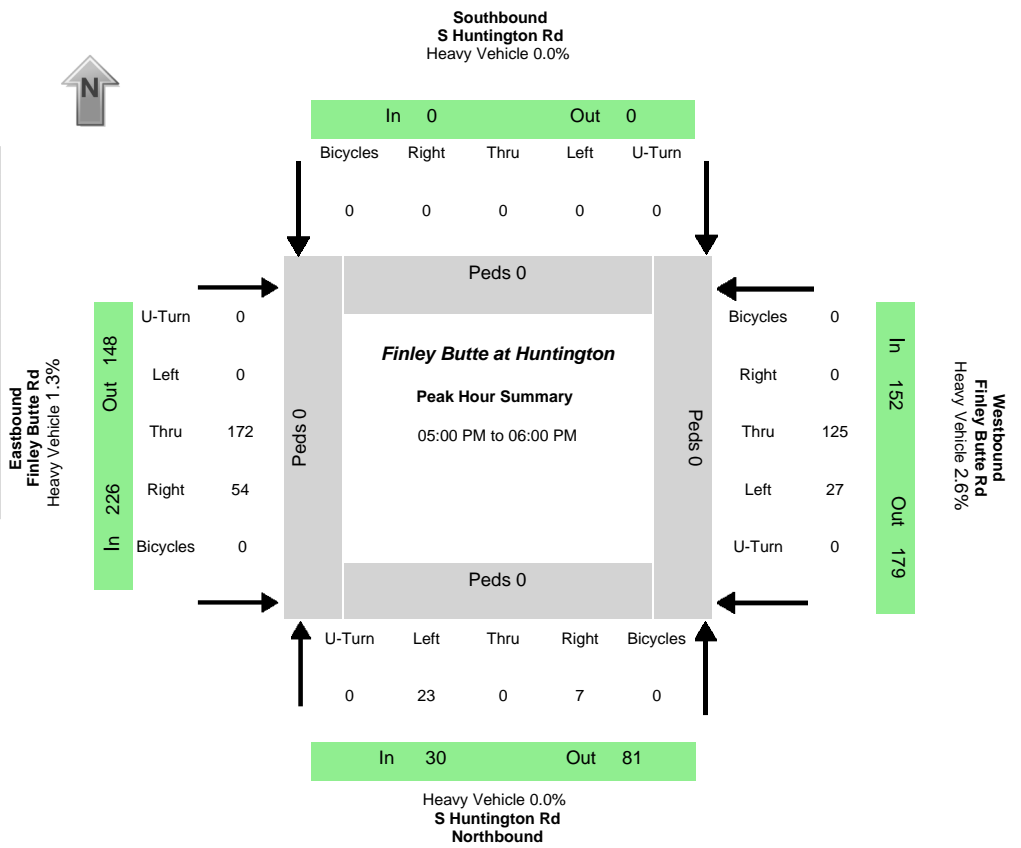 Southbound
S Huntington Rd
Heavy Vehicle 0.0%
N
In 0 Out 0
Bicycles Right Thru Left U-Turn
0 0 0 0 0
Peds 0
Eastbound
Finley Butte Rd
Heavy Vehicle 1.3%
In 226 Out 148
U-Turn 0
Left 0
Thru 172
Right 54
Bicycles 0
Peds 0
Finley Butte at Huntington
Peak Hour Summary
05:00 PM to 06:00 PM
Peds 0
Bicycles 0
Right 0
Thru 125
Left 27
U-Turn 0
In 152 Out 179
Westbound
Finley Butte Rd
Heavy Vehicle 2.6%
Peds 0
U-Turn Left Thru Right Bicycles
0 23 0 7 0
In 30 Out 81
Heavy Vehicle 0.0%
S Huntington Rd
Northbound